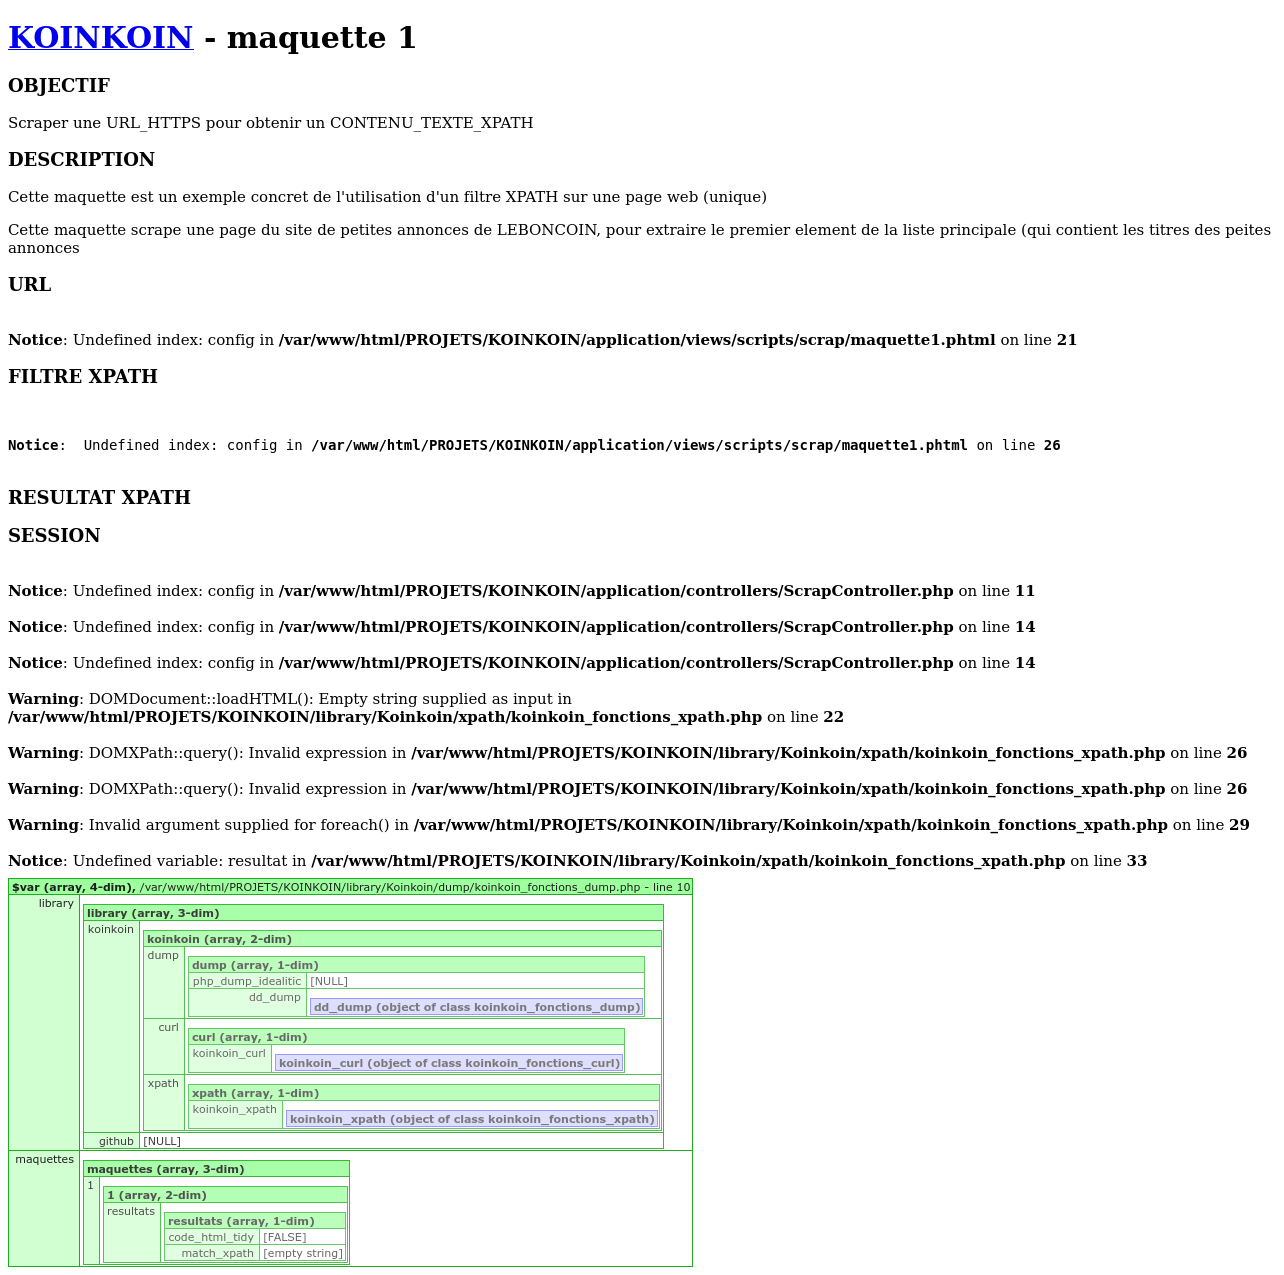 KOINKOIN - maquette 1
OBJECTIF
Scraper une URL_HTTPS pour obtenir un CONTENU_TEXTE_XPATH
DESCRIPTION
Cette maquette est un exemple concret de l'utilisation d'un filtre XPATH sur une page web (unique)
Cette maquette scrape une page du site de petites annonces de LEBONCOIN, pour extraire le premier element de la liste principale (qui contient les titres des peites
annonces
URL
Notice: Undefined index: config in /var/www/html/PROJETS/KOINKOIN/application/views/scripts/scrap/maquette1.phtml on line 21
FILTRE XPATH
Notice:  Undefined index: config in /var/www/html/PROJETS/KOINKOIN/application/views/scripts/scrap/maquette1.phtml on line 26
RESULTAT XPATH
SESSION
Notice: Undefined index: config in /var/www/html/PROJETS/KOINKOIN/application/controllers/ScrapController.php on line 11
Notice: Undefined index: config in /var/www/html/PROJETS/KOINKOIN/application/controllers/ScrapController.php on line 14
Notice: Undefined index: config in /var/www/html/PROJETS/KOINKOIN/application/controllers/ScrapController.php on line 14
Warning: DOMDocument::loadHTML(): Empty string supplied as input in
/var/www/html/PROJETS/KOINKOIN/library/Koinkoin/xpath/koinkoin_fonctions_xpath.php on line 22
Warning: DOMXPath::query(): Invalid expression in /var/www/html/PROJETS/KOINKOIN/library/Koinkoin/xpath/koinkoin_fonctions_xpath.php on line 26
Warning: DOMXPath::query(): Invalid expression in /var/www/html/PROJETS/KOINKOIN/library/Koinkoin/xpath/koinkoin_fonctions_xpath.php on line 26
Warning: Invalid argument supplied for foreach() in /var/www/html/PROJETS/KOINKOIN/library/Koinkoin/xpath/koinkoin_fonctions_xpath.php on line 29
Notice: Undefined variable: resultat in /var/www/html/PROJETS/KOINKOIN/library/Koinkoin/xpath/koinkoin_fonctions_xpath.php on line 33
$var (array, 4-dim), /var/www/html/PROJETS/KOINKOIN/library/Koinkoin/dump/koinkoin_fonctions_dump.php - line 10
library
library (array, 3-dim)
koinkoin
koinkoin (array, 2-dim)
dump
dump (array, 1-dim)
php_dump_idealitic [NULL]
dd_dump
dd_dump (object of class koinkoin_fonctions_dump)
curl
curl (array, 1-dim)
koinkoin_curl
koinkoin_curl (object of class koinkoin_fonctions_curl)
xpath
xpath (array, 1-dim)
koinkoin_xpath
koinkoin_xpath (object of class koinkoin_fonctions_xpath)
github [NULL]
maquettes
maquettes (array, 3-dim)
1
1 (array, 2-dim)
resultats
resultats (array, 1-dim)
code_html_tidy [FALSE]
match_xpath [empty string]